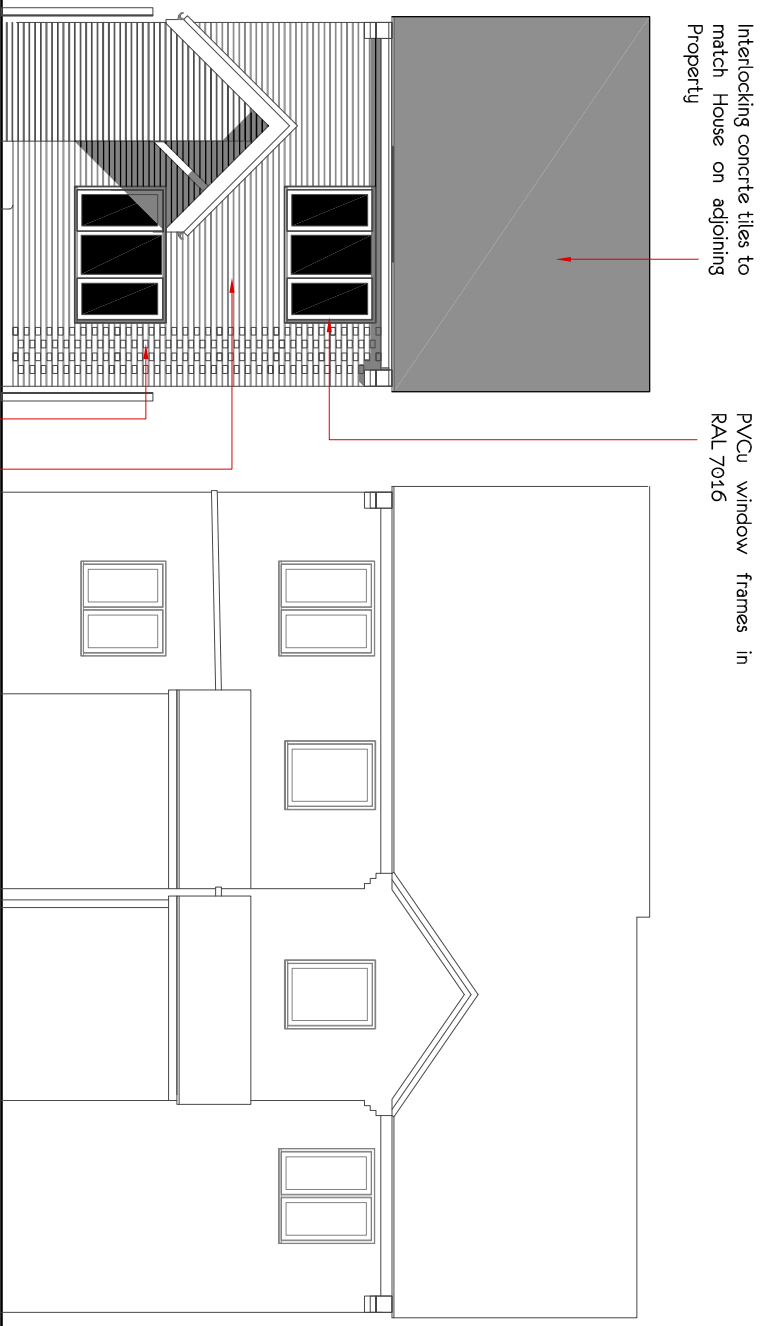 Interlocking concrte tiles to
match House on adjoining
Property
PVCu window frames in
RAL 7016